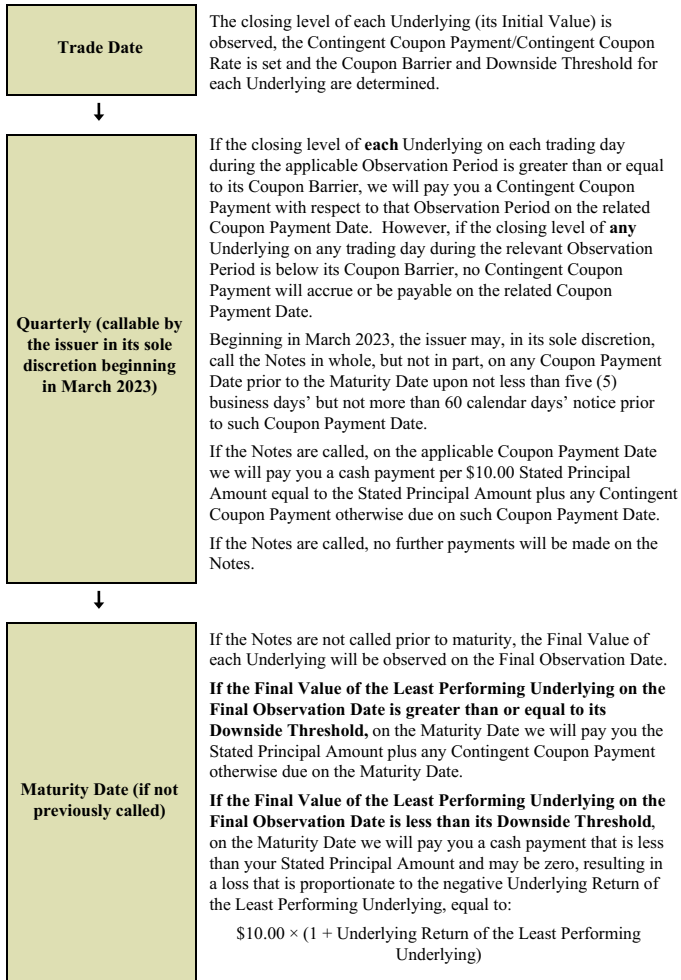 Trade Date
The closing level of each Underlying (its Initial Value) is
observed, the Contingent Coupon Payment/Contingent Coupon
Rate is set and the Coupon Barrier and Downside Threshold for
each Underlying are determined.
↓
Quarterly (callable by
the issuer in its sole
discretion beginning
in March 2023)
If the closing level of each Underlying on each trading day
during the applicable Observation Period is greater than or equal
to its Coupon Barrier, we will pay you a Contingent Coupon
Payment with respect to that Observation Period on the related
Coupon Payment Date. However, if the closing level of any
Underlying on any trading day during the relevant Observation
Period is below its Coupon Barrier, no Contingent Coupon
Payment will accrue or be payable on the related Coupon
Payment Date.
Beginning in March 2023, the issuer may, in its sole discretion,
call the Notes in whole, but not in part, on any Coupon Payment
Date prior to the Maturity Date upon not less than five (5)
business days’ but not more than 60 calendar days’ notice prior
to such Coupon Payment Date.
If the Notes are called, on the applicable Coupon Payment Date
we will pay you a cash payment per $10.00 Stated Principal
Amount equal to the Stated Principal Amount plus any Contingent
Coupon Payment otherwise due on such Coupon Payment Date.
If the Notes are called, no further payments will be made on the
Notes.
↓
Maturity Date (if not
previously called)
If the Notes are not called prior to maturity, the Final Value of
each Underlying will be observed on the Final Observation Date.
If the Final Value of the Least Performing Underlying on the
Final Observation Date is greater than or equal to its
Downside Threshold, on the Maturity Date we will pay you the
Stated Principal Amount plus any Contingent Coupon Payment
otherwise due on the Maturity Date.
If the Final Value of the Least Performing Underlying on the
Final Observation Date is less than its Downside Threshold,
on the Maturity Date we will pay you a cash payment that is less
than your Stated Principal Amount and may be zero, resulting in
a loss that is proportionate to the negative Underlying Return of
the Least Performing Underlying, equal to:
$10.00 × (1 + Underlying Return of the Least Performing
Underlying)